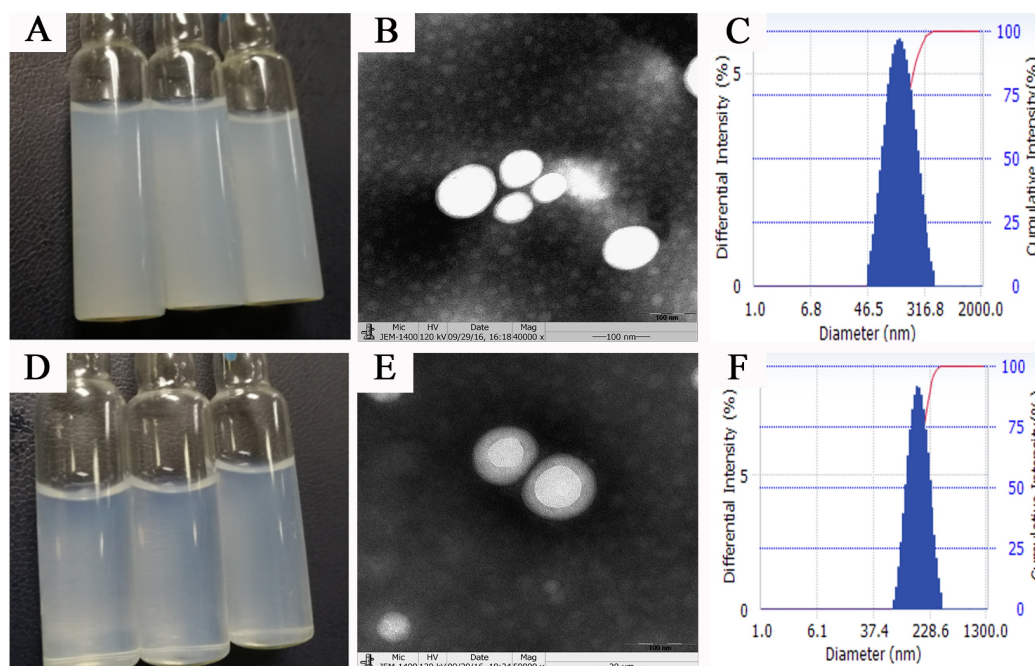 A
B
C
Differential Intensity (%)
5
0
100
75
50
25
0
Cumulative Intensity(%)
1.0 6.8 46.5 316.8 2000.0
Diameter (nm)
100 nm
Mic HV Date Mag
JEM-1400 120 kV 09/29/16, 16:18 40000 x 100 nm
D
E
F
Differential Intensity (%)
5
0
100
75
50
25
0
Cumulative Intensity(%)
1.0 6.1 37.4 228.6 1300.0
Diameter (nm)
100 nm
Mic HV Date Mag